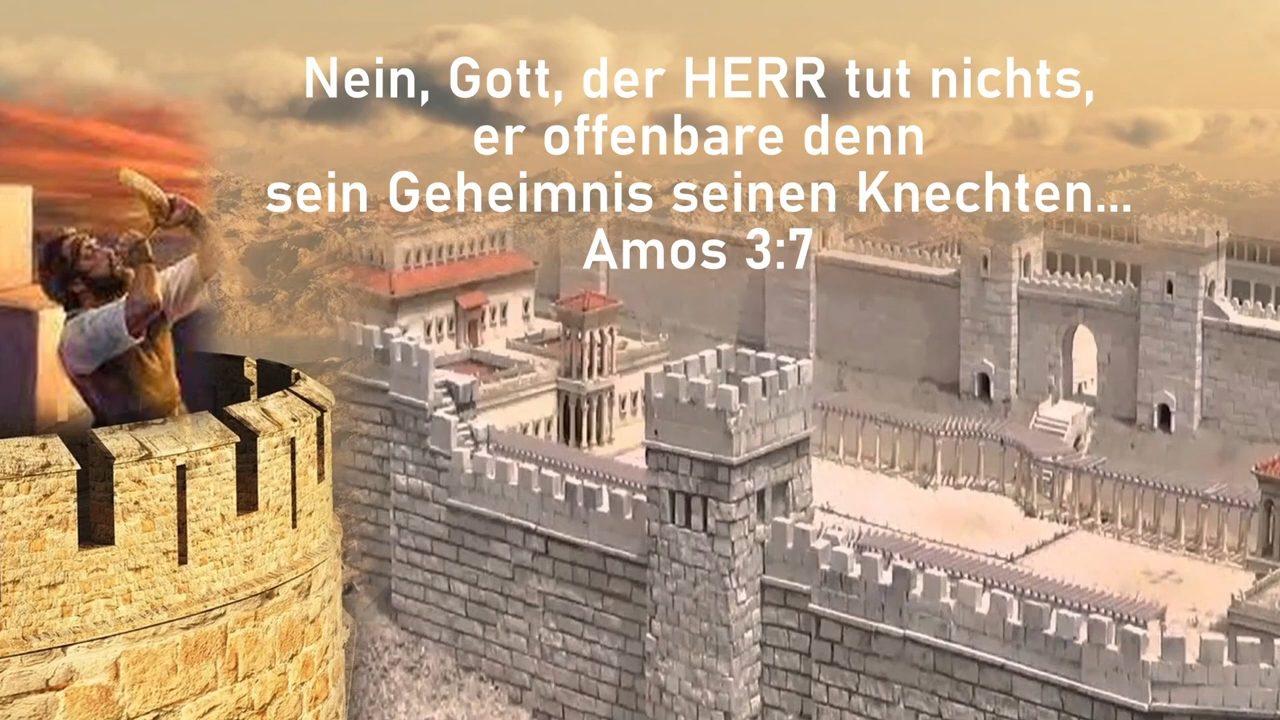 Nein, Gott, der HERR tut nichts,
er offenbare denn
sein Geheimnis seinen Knechten...
Amos 3:7